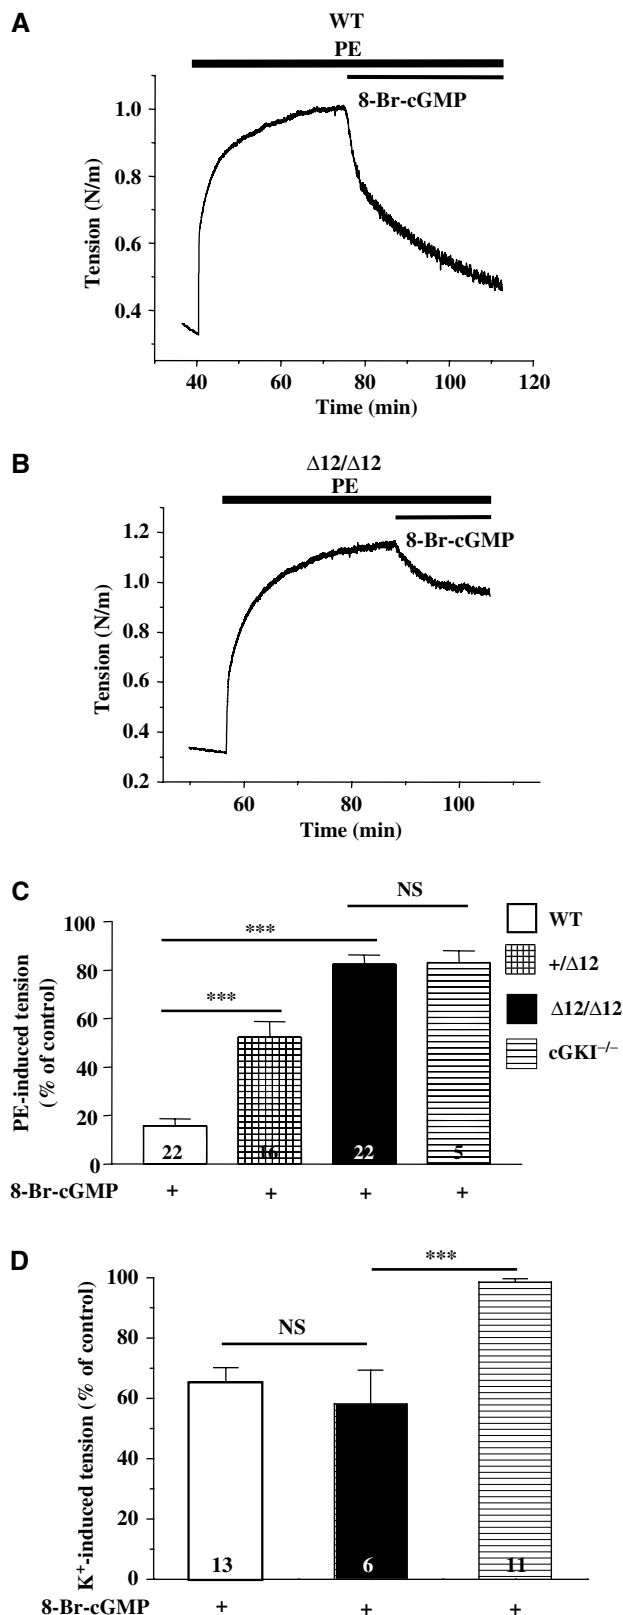 A
WT
PE
8-Br-cGMP
Tension (N/m)
1.0
0.8
0.6
0.4
40 60 80 100 120
Time (min)
B
Δ12/Δ12
PE
8-Br-cGMP
Tension (N/m)
1.2
1.0
0.8
0.6
0.4
0.2
60 80 100
Time (min)
C
NS
***
***
PE-induced tension
(% of control)
100
80
60
40
20
0
22 16 22 5
8-Br-cGMP + + + +
WT
+/Δ12
Δ12/Δ12
cGKI⁻/⁻
D
***
NS
K⁺-induced tension (% of control)
100
80
60
40
20
0
13 6 11
8-Br-cGMP + + +